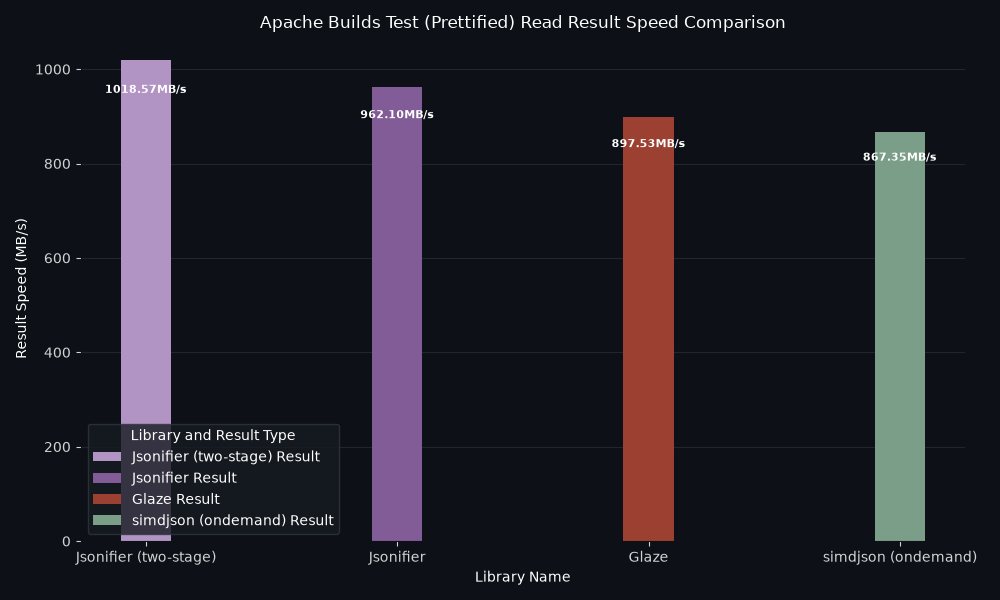 Apache Builds Test (Prettified) Read Result Speed Comparison
Result Speed (MB/s)
1000
800
600
400
200
0
1018.57MB/s
962.10MB/s
897.53MB/s
867.35MB/s
Library and Result Type
Jsonifier (two-stage) Result
Jsonifier Result
Glaze Result
simdjson (ondemand) Result
Jsonifier (two-stage)
Jsonifier
Glaze
simdjson (ondemand)
Library Name